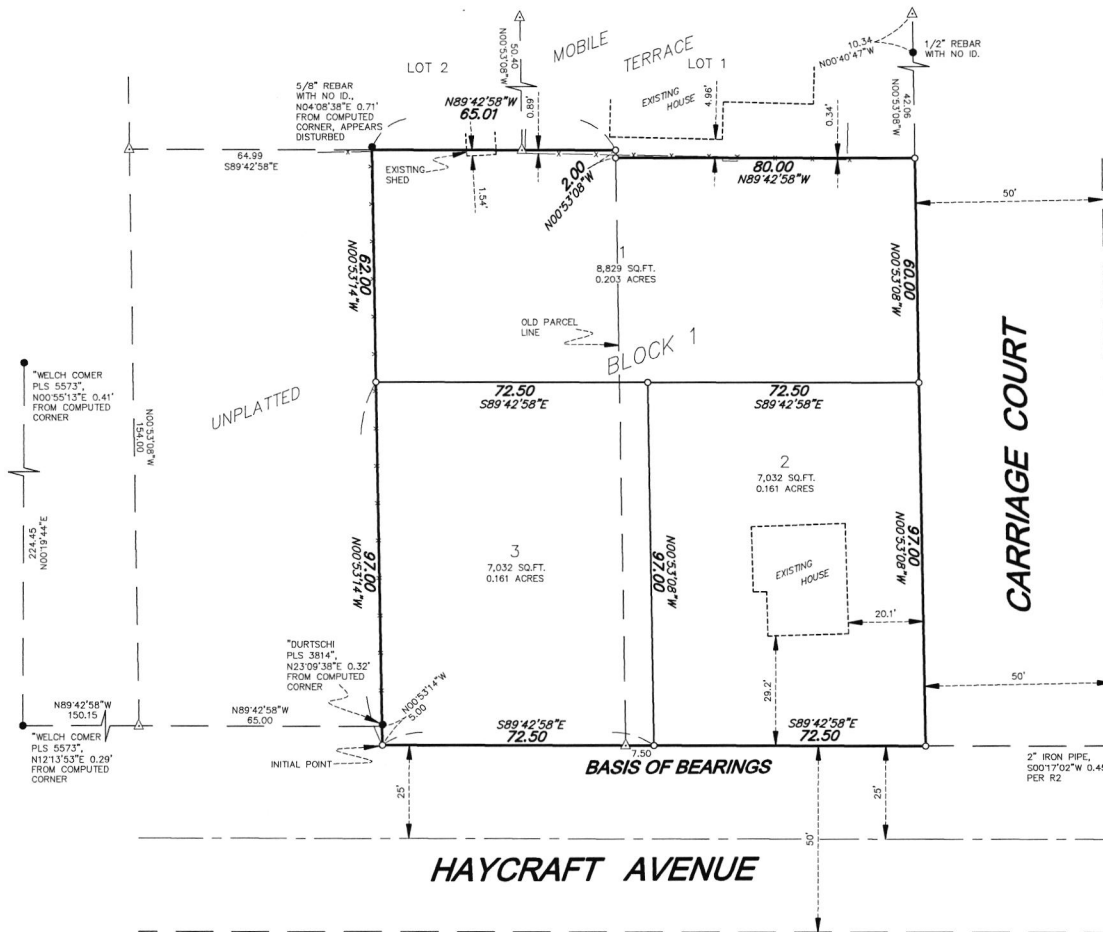 MOBILE
TERRACE
LOT 2
LOT 1
50.40
N00°53'08"W
10.34
N00°40'47"W
1/2" REBAR
WITH NO ID.
42.06
N00°53'08"W
5/8" REBAR
WITH NO ID.,
N04°08'38"E 0.71'
FROM COMPUTED
CORNER, APPEARS
DISTURBED
N89°42'58"W
65.01
0.89'
EXISTING
HOUSE
4.96'
0.34'
64.99
S89°42'58"E
EXISTING
SHED
1.54'
2.00
N00°53'08"W
80.00
N89°42'58"W
50'
62.00
N00°53'14"W
1
8,829 SQ.FT.
0.203 ACRES
60.00
N00°53'08"W
OLD PARCEL
LINE
BLOCK 1
UNPLATTED
"WELCH COMER
PLS 5573",
N00°55'13"E 0.41'
FROM COMPUTED
CORNER
N00°53'08"W
154.00
72.50
S89°42'58"E
72.50
S89°42'58"E
CARRIAGE COURT
224.45
N00°19'44"E
97.00
N00°53'14"W
3
7,032 SQ.FT.
0.161 ACRES
N00°53'08"W
97.00
2
7,032 SQ.FT.
0.161 ACRES
97.00
N00°53'08"W
EXISTING
HOUSE
20.1'
29.2'
"DURTSCHI
PLS 3814",
N23°09'38"E 0.32'
FROM COMPUTED
CORNER
N00°53'14"W
5.00
50'
N89°42'58"W
150.15
N89°42'58"W
65.00
"WELCH COMER
PLS 5573",
N12°13'53"E 0.29'
FROM COMPUTED
CORNER
INITIAL POINT
S89°42'58"E
72.50
7.50
S89°42'58"E
72.50
BASIS OF BEARINGS
2" IRON PIPE,
S00°17'02"W 0.45
PER R2
25'
25'
50'
HAYCRAFT AVENUE